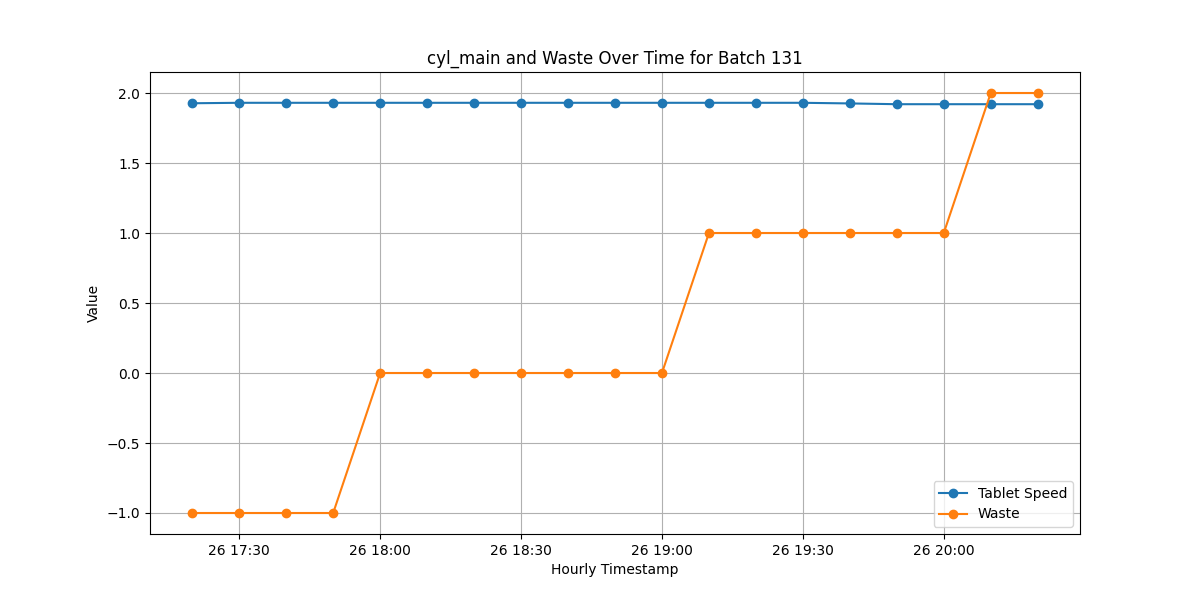 cyl_main and Waste Over Time for Batch 131
Value
2.0
1.5
1.0
0.5
0.0
−0.5
−1.0
Tablet Speed
Waste
26 17:30 26 18:00 26 18:30 26 19:00 26 19:30 26 20:00
Hourly Timestamp